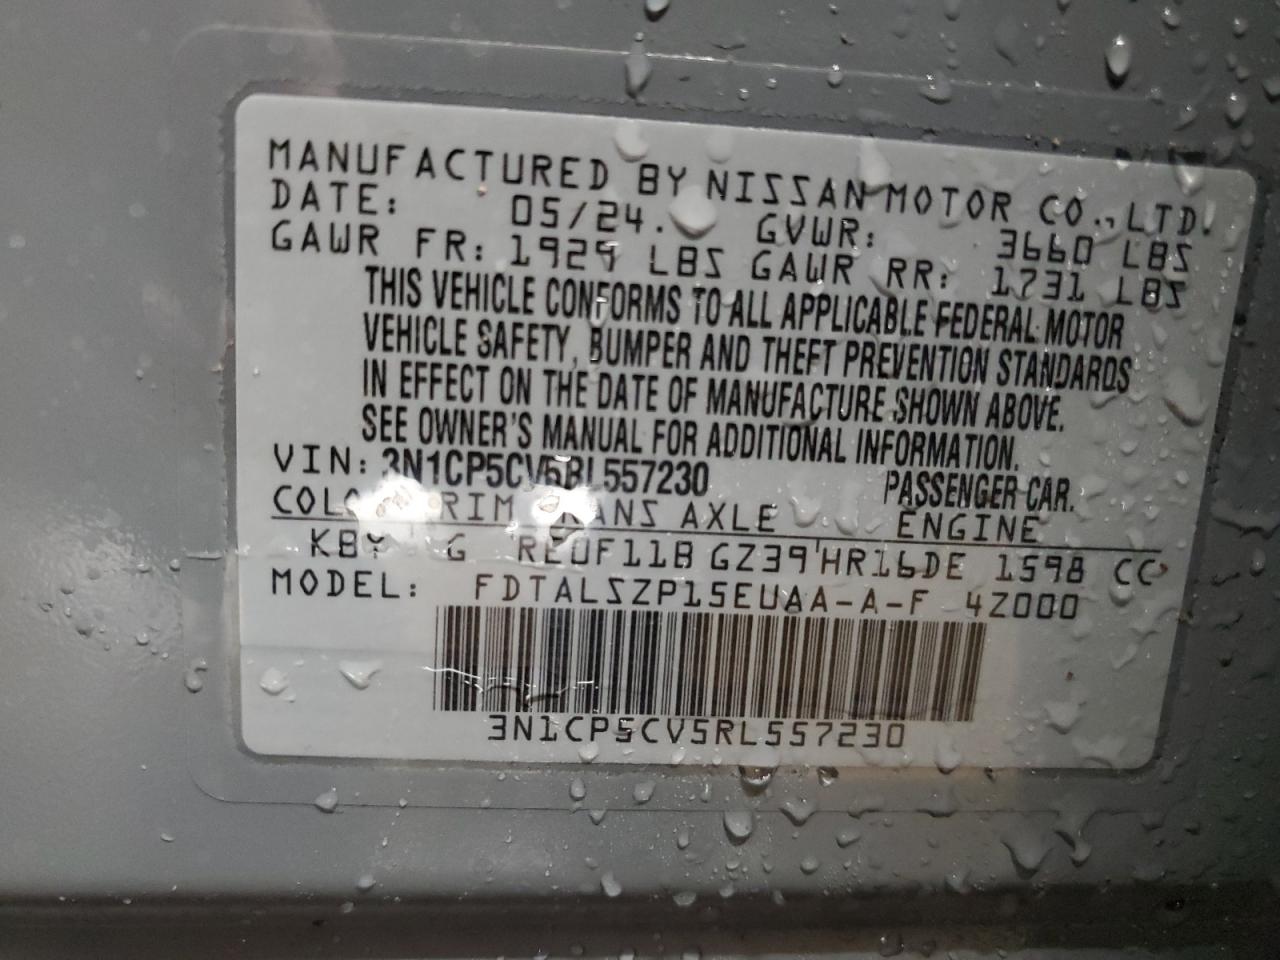 MANUFACTURED BY NISSAN MOTOR CO., LTD.
DATE: 05/24. GVWR: 3660 LBS
GAWR FR: 1929 LBS GAWR RR: 1731 LBS
THIS VEHICLE CONFORMS TO ALL APPLICABLE FEDERAL MOTOR
VEHICLE SAFETY, BUMPER AND THEFT PREVENTION STANDARDS
IN EFFECT ON THE DATE OF MANUFACTURE SHOWN ABOVE.
SEE OWNER'S MANUAL FOR ADDITIONAL INFORMATION.
VIN: 3N1CP5CV5RL557230 PASSENGER CAR.
AXLE ENGINE
KBY G RE0F11B GZ39 HR16DE 1598 CC
MODEL: FDTALSZP15EUAA-A-F 4Z000
3N1CP5CV5RL557230